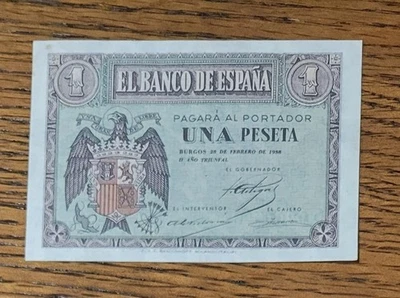 1 1
EL BANCO DE ESPAÑA
PAGARÁ AL PORTADOR
UNA PESETA
BURGOS 28 DE FEBRERO DE 1938
II AÑO TRIUNFAL
EL GOBERNADOR
EL INTERVENTOR EL CAJERO